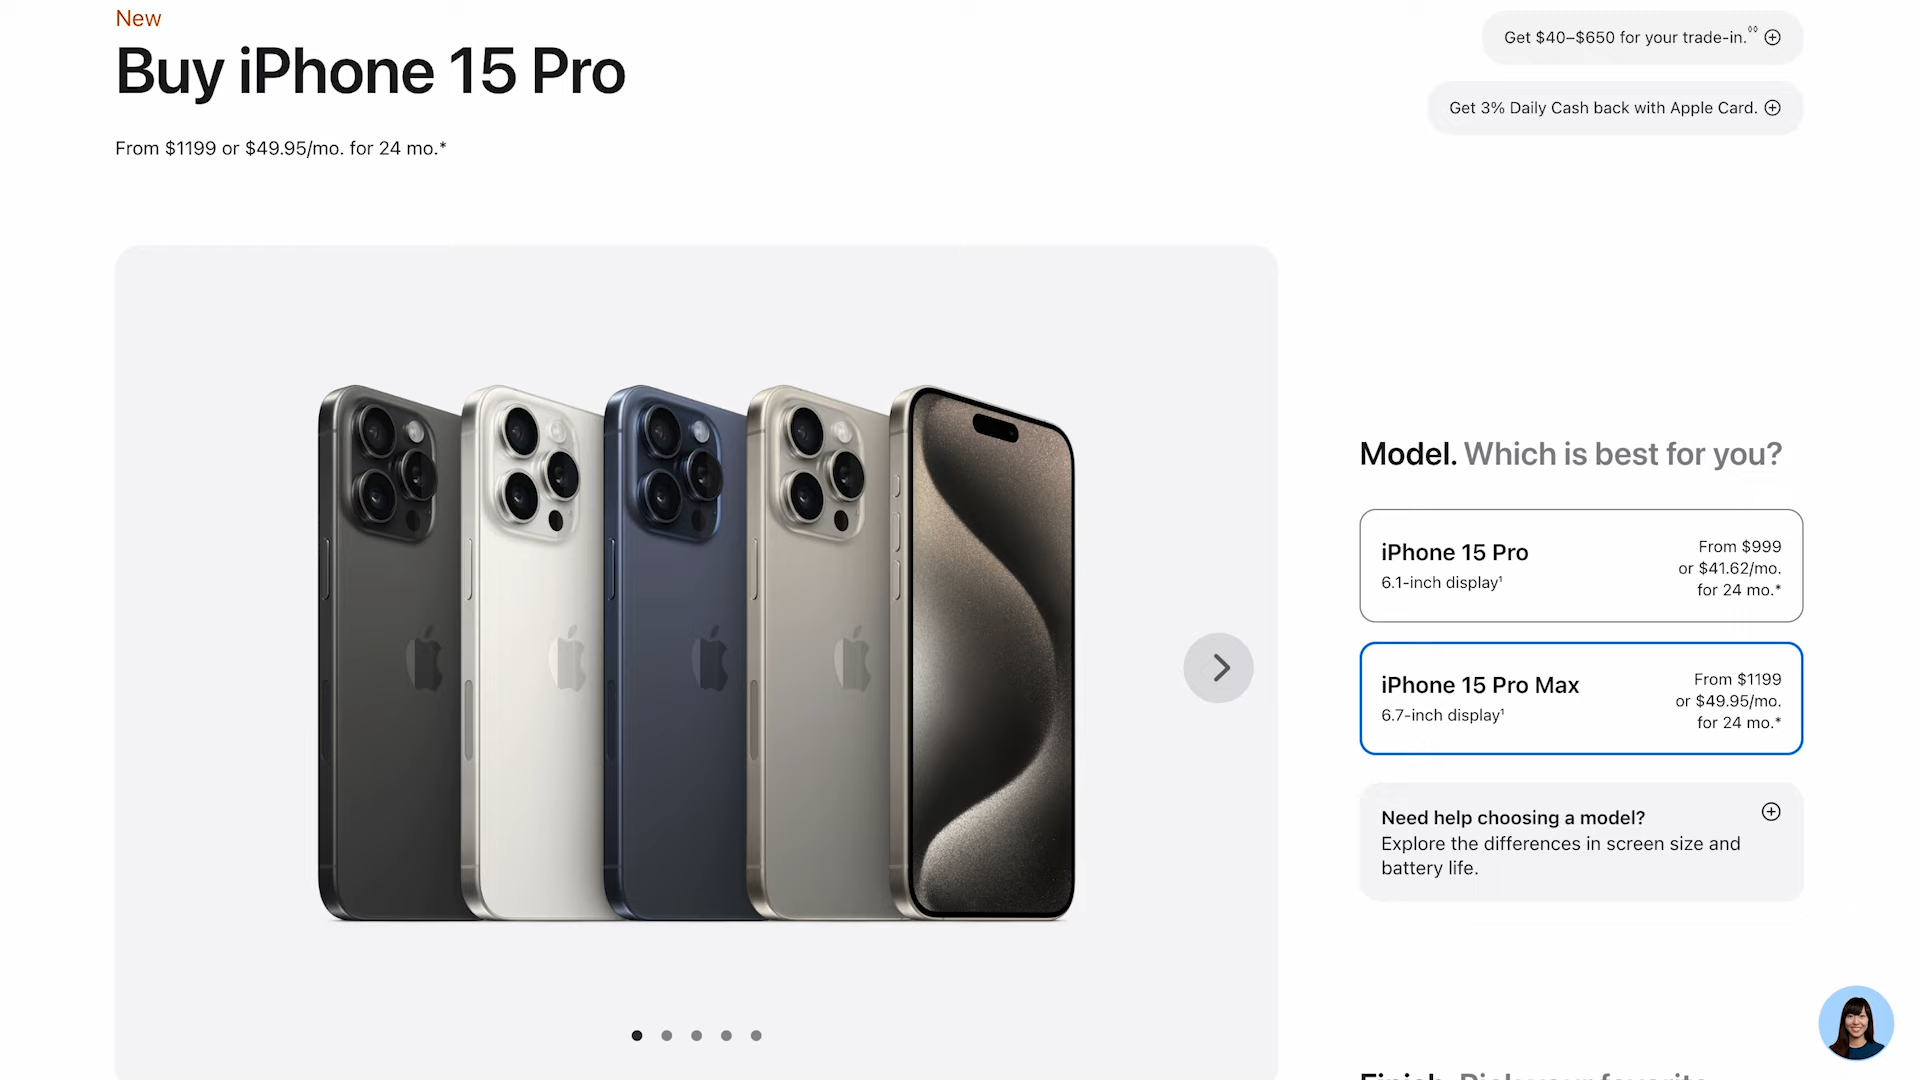 New
Buy iPhone 15 Pro
From $1199 or $49.95/mo. for 24 mo.*
Get $40–$650 for your trade-in.◊◊
Get 3% Daily Cash back with Apple Card.
Model. Which is best for you?
iPhone 15 Pro
6.1-inch display¹
From $999
or $41.62/mo.
for 24 mo.*
iPhone 15 Pro Max
6.7-inch display¹
From $1199
or $49.95/mo.
for 24 mo.*
Need help choosing a model?
Explore the differences in screen size and
battery life.
Finish. Pick your favorite.